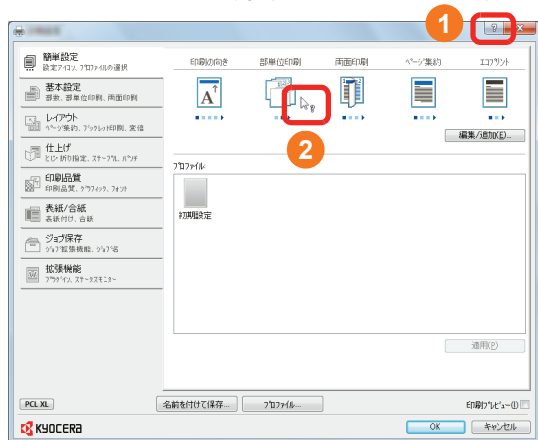 1
?
簡単設定
設定アイコン、プロファイルの選択
基本設定
部数、部単位印刷、両面印刷
レイアウト
ページ集約、ブックレット印刷、変倍
仕上げ
とじ・折り指定、ステープル、パンチ
印刷品質
印刷品質、グラフィック、フォント
表紙/合紙
表紙付け、合紙
ジョブ保存
ジョブ拡張機能、ジョブ名
拡張機能
プラグイン、ステータスモニター
印刷の向き
部単位印刷
両面印刷
ページ集約
エコプリント
A
1 2
?
2
編集/追加(E)...
プロファイル
初期設定
適用(P)
PCL XL
名前を付けて保存...
プロファイル...
印刷プレビュー(I)
KYOCERA
OK
キャンセル